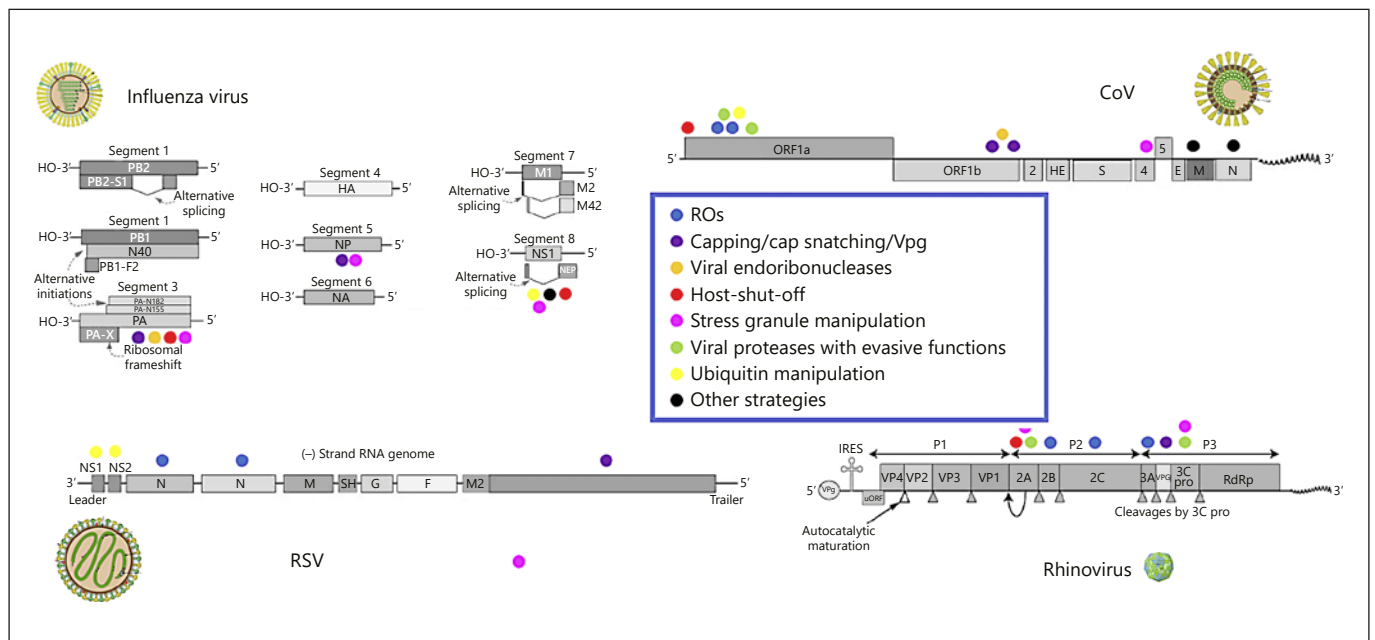 Influenza virus
Segment 1
HO-3′ PB2 5′
PB2-S1
Alternative
splicing
Segment 1
HO-3′ PB1 5′
N40
PB1-F2
Alternative
initiations
Segment 3
PA-N182
PA-N155
HO-3′ PA 5′
PA-X
Ribosomal
frameshift
Segment 4
HO-3′ HA 5′
Segment 5
HO-3′ NP 5′
Segment 6
HO-3′ NA 5′
Segment 7
HO-3′ M1 5′
Alternative
splicing
M2
M42
Segment 8
HO-3′ NS1 5′
NEP
Alternative
splicing
CoV
ORF1a 5
3′
ORF1b 2 HE S 4 E M N
ROs
Capping/cap snatching/Vpg
Viral endoribonucleases
Host-shut-off
Stress granule manipulation
Viral proteases with evasive functions
Ubiquitin manipulation
Other strategies
(–) Strand RNA genome
NS1 NS2
3′ N N M SH G F M2 5′
Leader Trailer
RSV
IRES P1 P2 P3
VP4 VP2 VP3 VP1 2A 2B 2C 3A VPG 3C pro RdRp
5′ VPg 3′
uORF
Cleavages by 3C pro
Autocatalytic
maturation
Rhinovirus